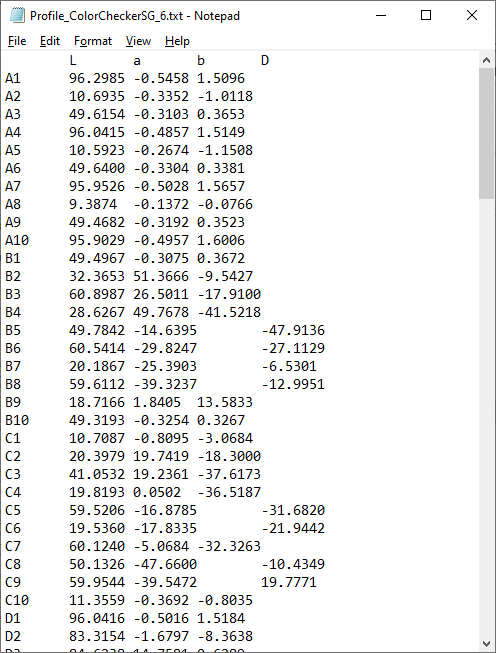 Profile_ColorCheckerSG_6.txt - Notepad
File Edit Format View Help
L a b D
A1 96.2985 -0.5458 1.5096
A2 10.6935 -0.3352 -1.0118
A3 49.6154 -0.3103 0.3653
A4 96.0415 -0.4857 1.5149
A5 10.5923 -0.2674 -1.1508
A6 49.6400 -0.3304 0.3381
A7 95.9526 -0.5028 1.5657
A8 9.3874 -0.1372 -0.0766
A9 49.4682 -0.3192 0.3523
A10 95.9029 -0.4957 1.6006
B1 49.4967 -0.3075 0.3672
B2 32.3653 51.3666 -9.5427
B3 60.8987 26.5011 -17.9100
B4 28.6267 49.7678 -41.5218
B5 49.7842 -14.6395 -47.9136
B6 60.5414 -29.8247 -27.1129
B7 20.1867 -25.3903 -6.5301
B8 59.6112 -39.3237 -12.9951
B9 18.7166 1.8405 13.5833
B10 49.3193 -0.3254 0.3267
C1 10.7087 -0.8095 -3.0684
C2 20.3979 19.7419 -18.3000
C3 41.0532 19.2361 -37.6173
C4 19.8193 0.0502 -36.5187
C5 59.5206 -16.8785 -31.6820
C6 19.5360 -17.8335 -21.9442
C7 60.1240 -5.0684 -32.3263
C8 50.1326 -47.6600 -10.4349
C9 59.9544 -39.5472 19.7771
C10 11.3559 -0.3692 -0.8035
D1 96.0416 -0.5016 1.5184
D2 83.3154 -1.6797 -8.3638